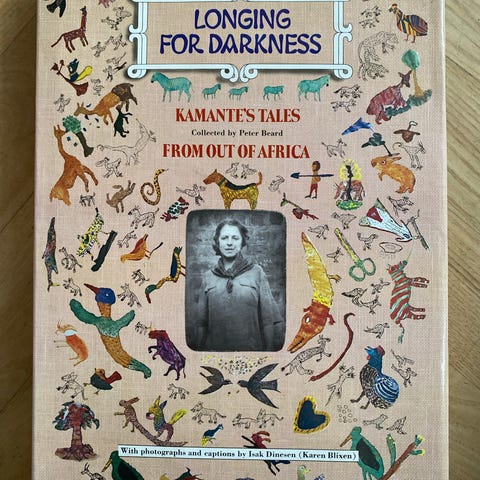 LONGING
FOR DARKNESS
KAMANTE'S TALES
Collected by Peter Beard
FROM OUT OF AFRICA
With photographs and captions by Isak Dinesen (Karen Blixen)